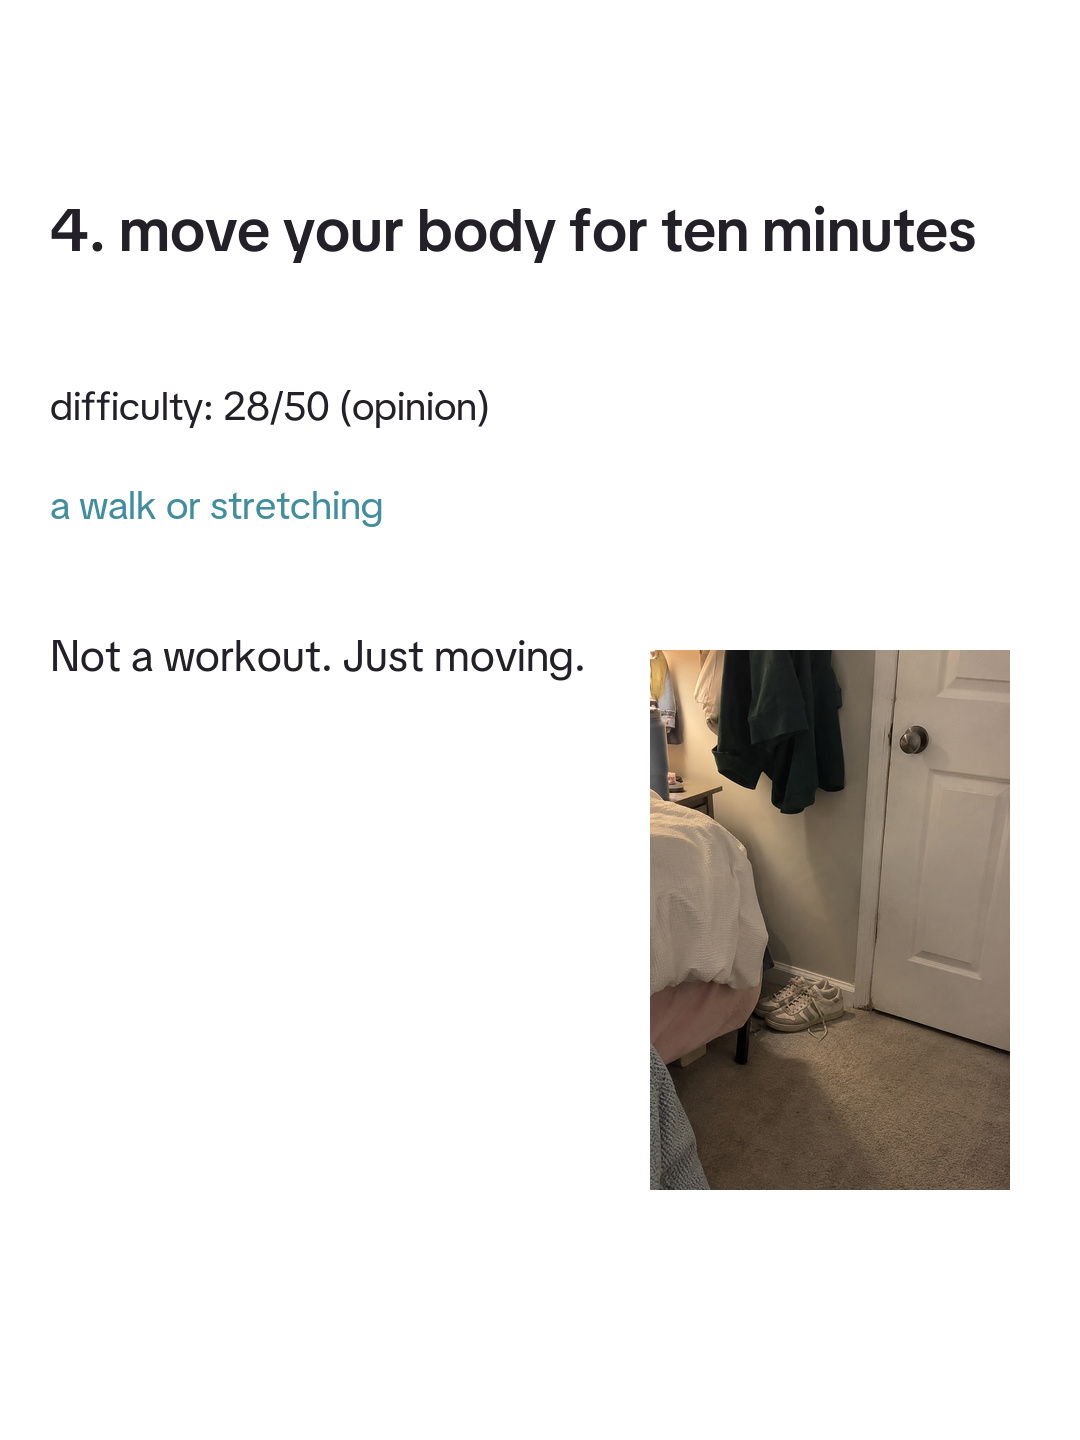 4. move your body for ten minutes
difficulty: 28/50 (opinion)
a walk or stretching
Not a workout. Just moving.